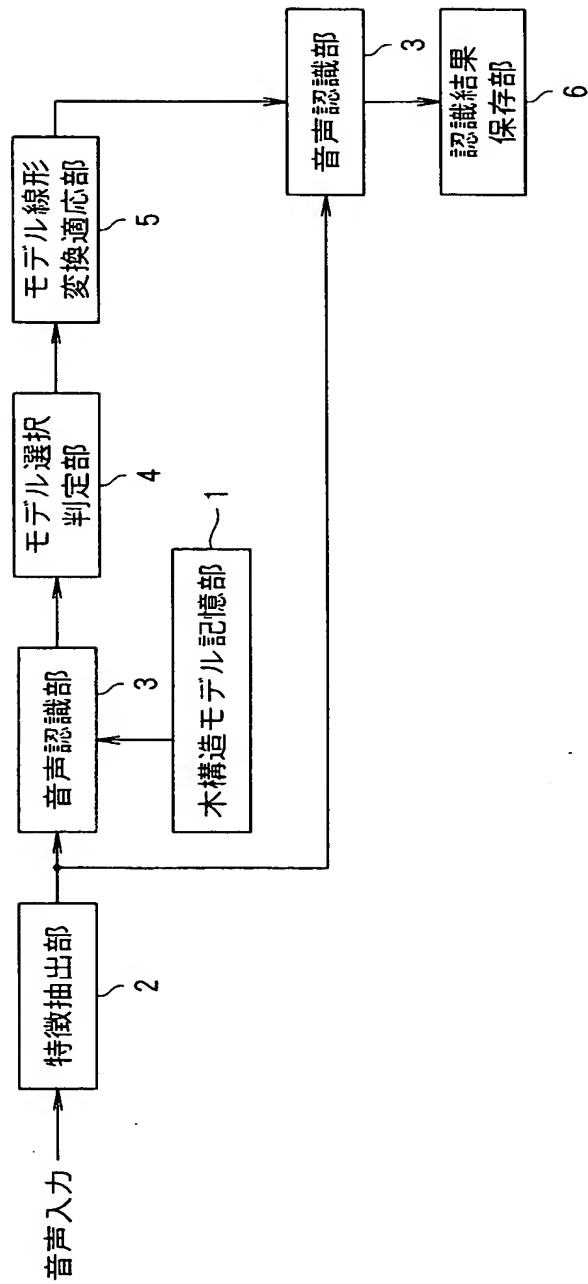 音声入力
特徴抽出部
2
音声認識部
3
木構造モデル記憶部
1
モデル選択
判定部
4
モデル線形
変換適応部
5
音声認識部
3
認識結果
保存部
6